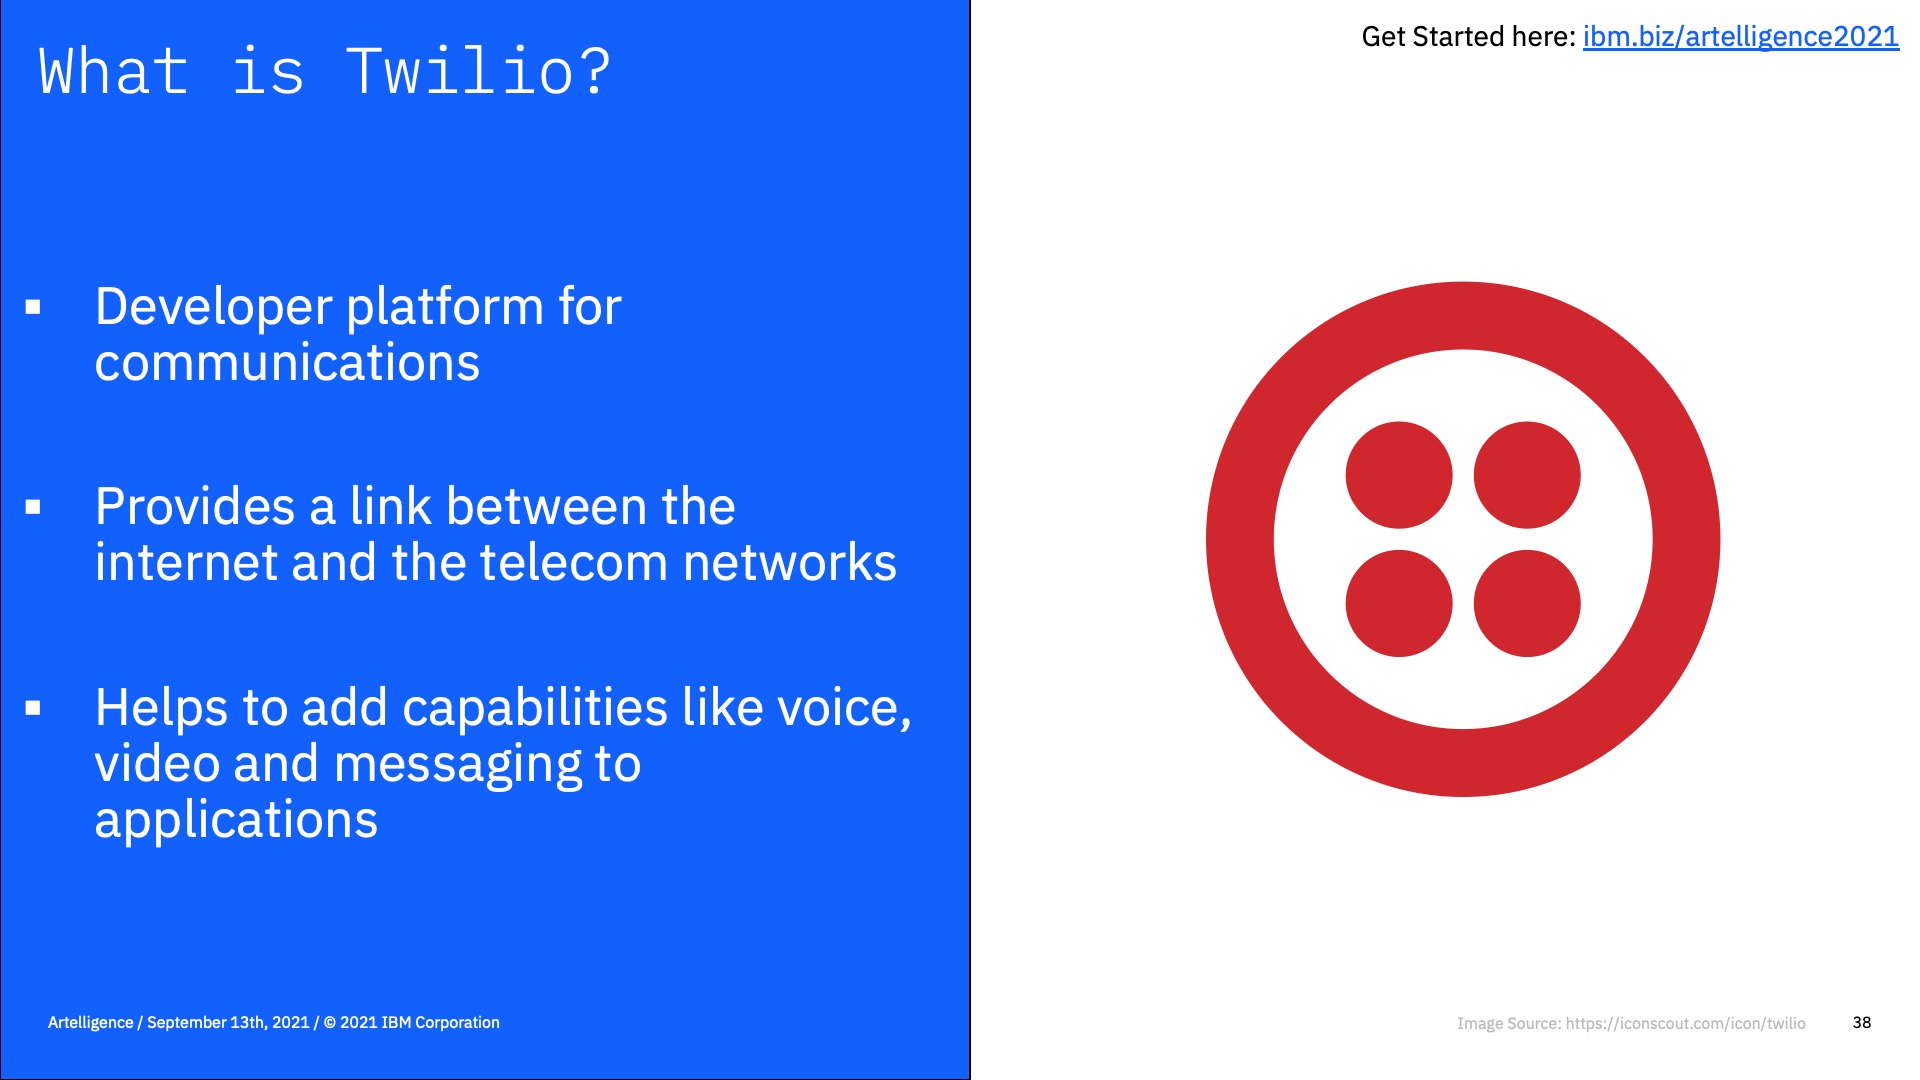 What is Twilio?
Get Started here: ibm.biz/artelligence2021
▪ Developer platform for
communications
▪ Provides a link between the
internet and the telecom networks
▪ Helps to add capabilities like voice,
video and messaging to
applications
Artelligence / September 13th, 2021 / © 2021 IBM Corporation
Image Source: https://iconscout.com/icon/twilio
38